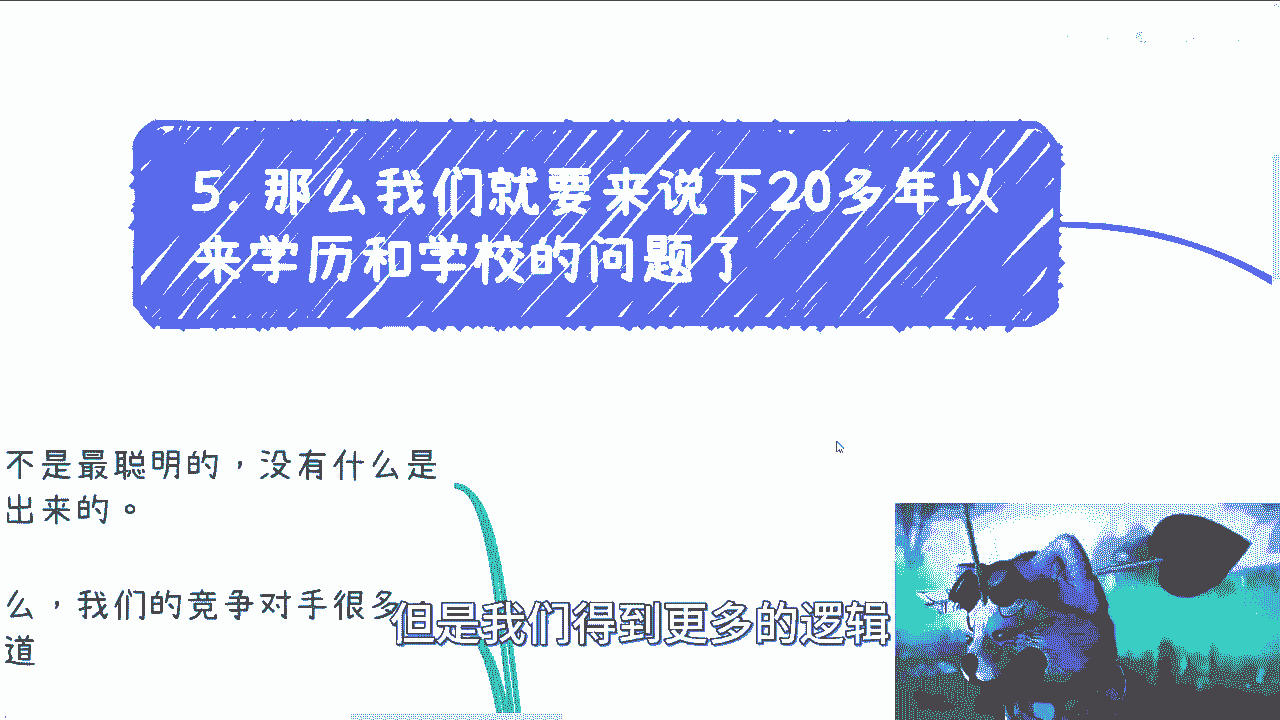 5. 那么我们就要来说下20多年以
来学历和学校的问题了
不是最聪明的，没有什么是
出来的。
么，我们的竞争对手很多
道
但是我们得到更多的逻辑